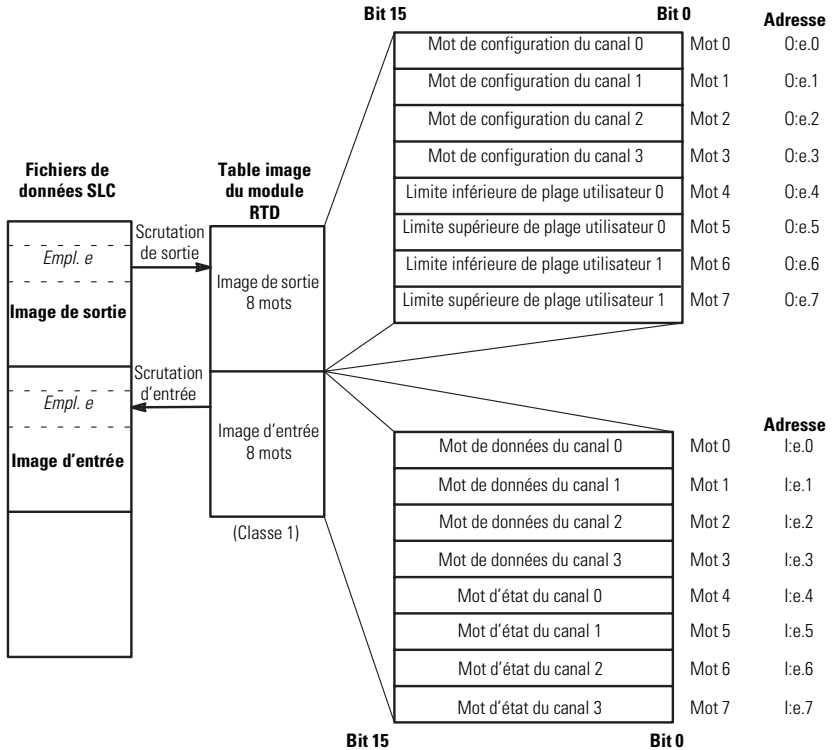 Bit 15 Bit 0 Adresse
Mot de configuration du canal 0 Mot 0 O:e.0
Mot de configuration du canal 1 Mot 1 O:e.1
Mot de configuration du canal 2 Mot 2 O:e.2
Mot de configuration du canal 3 Mot 3 O:e.3
Limite inférieure de plage utilisateur 0 Mot 4 O:e.4
Limite supérieure de plage utilisateur 0 Mot 5 O:e.5
Limite inférieure de plage utilisateur 1 Mot 6 O:e.6
Limite supérieure de plage utilisateur 1 Mot 7 O:e.7
Fichiers de
données SLC
Empl. e
Image de sortie
Empl. e
Image d'entrée
Scrutation
de sortie
Scrutation
d'entrée
Table image
du module
RTD
Image de sortie
8 mots
Image d'entrée
8 mots
(Classe 1)
Adresse
Mot de données du canal 0 Mot 0 I:e.0
Mot de données du canal 1 Mot 1 I:e.1
Mot de données du canal 2 Mot 2 I:e.2
Mot de données du canal 3 Mot 3 I:e.3
Mot d'état du canal 0 Mot 4 I:e.4
Mot d'état du canal 1 Mot 5 I:e.5
Mot d'état du canal 2 Mot 6 I:e.6
Mot d'état du canal 3 Mot 7 I:e.7
Bit 15 Bit 0